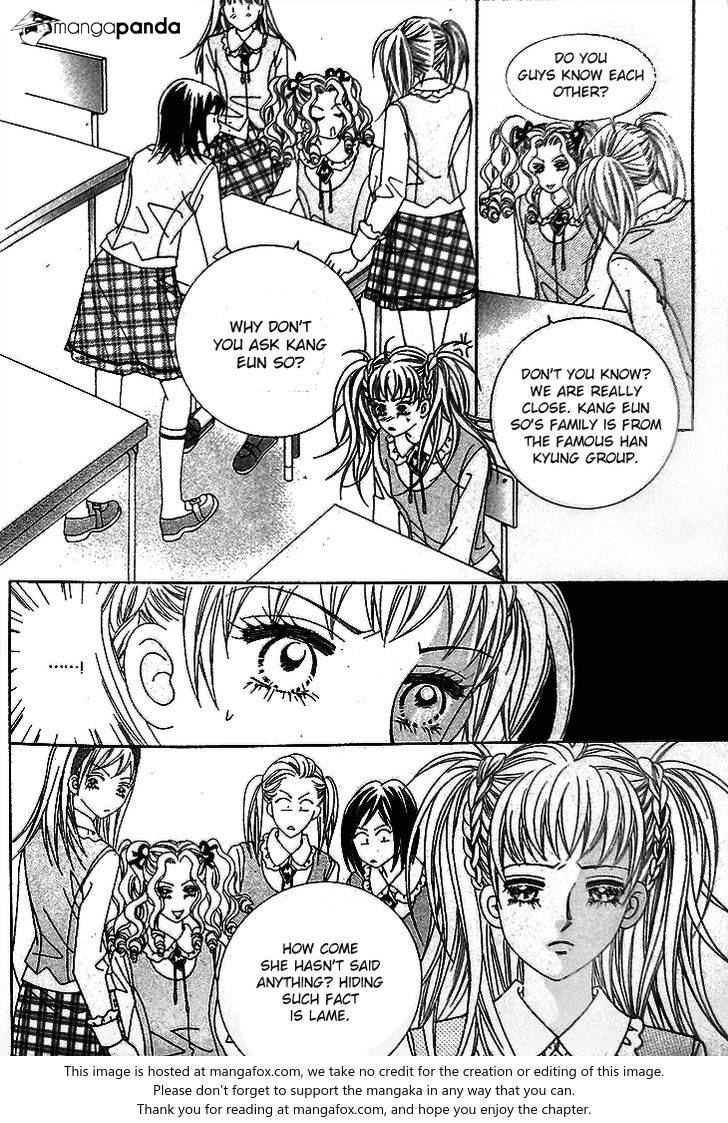 mangapanda
WHY DON'T
YOU ASK KANG
EUN SO?
DO YOU
GUYS KNOW EACH
OTHER?
DON'T YOU KNOW?
WE ARE REALLY
CLOSE. KANG EUN
SO'S FAMILY IS FROM
THE FAMOUS HAN
KYUNG GROUP.
......!
HOW COME
SHE HASN'T SAID
ANYTHING? HIDING
SUCH FACT
IS LAME.
This image is hosted at mangafox.com, we take no credit for the creation or editing of this image.
Please don't forget to support the mangaka in any way that you can.
Thank you for reading at mangafox.com, and hope you enjoy the chapter.